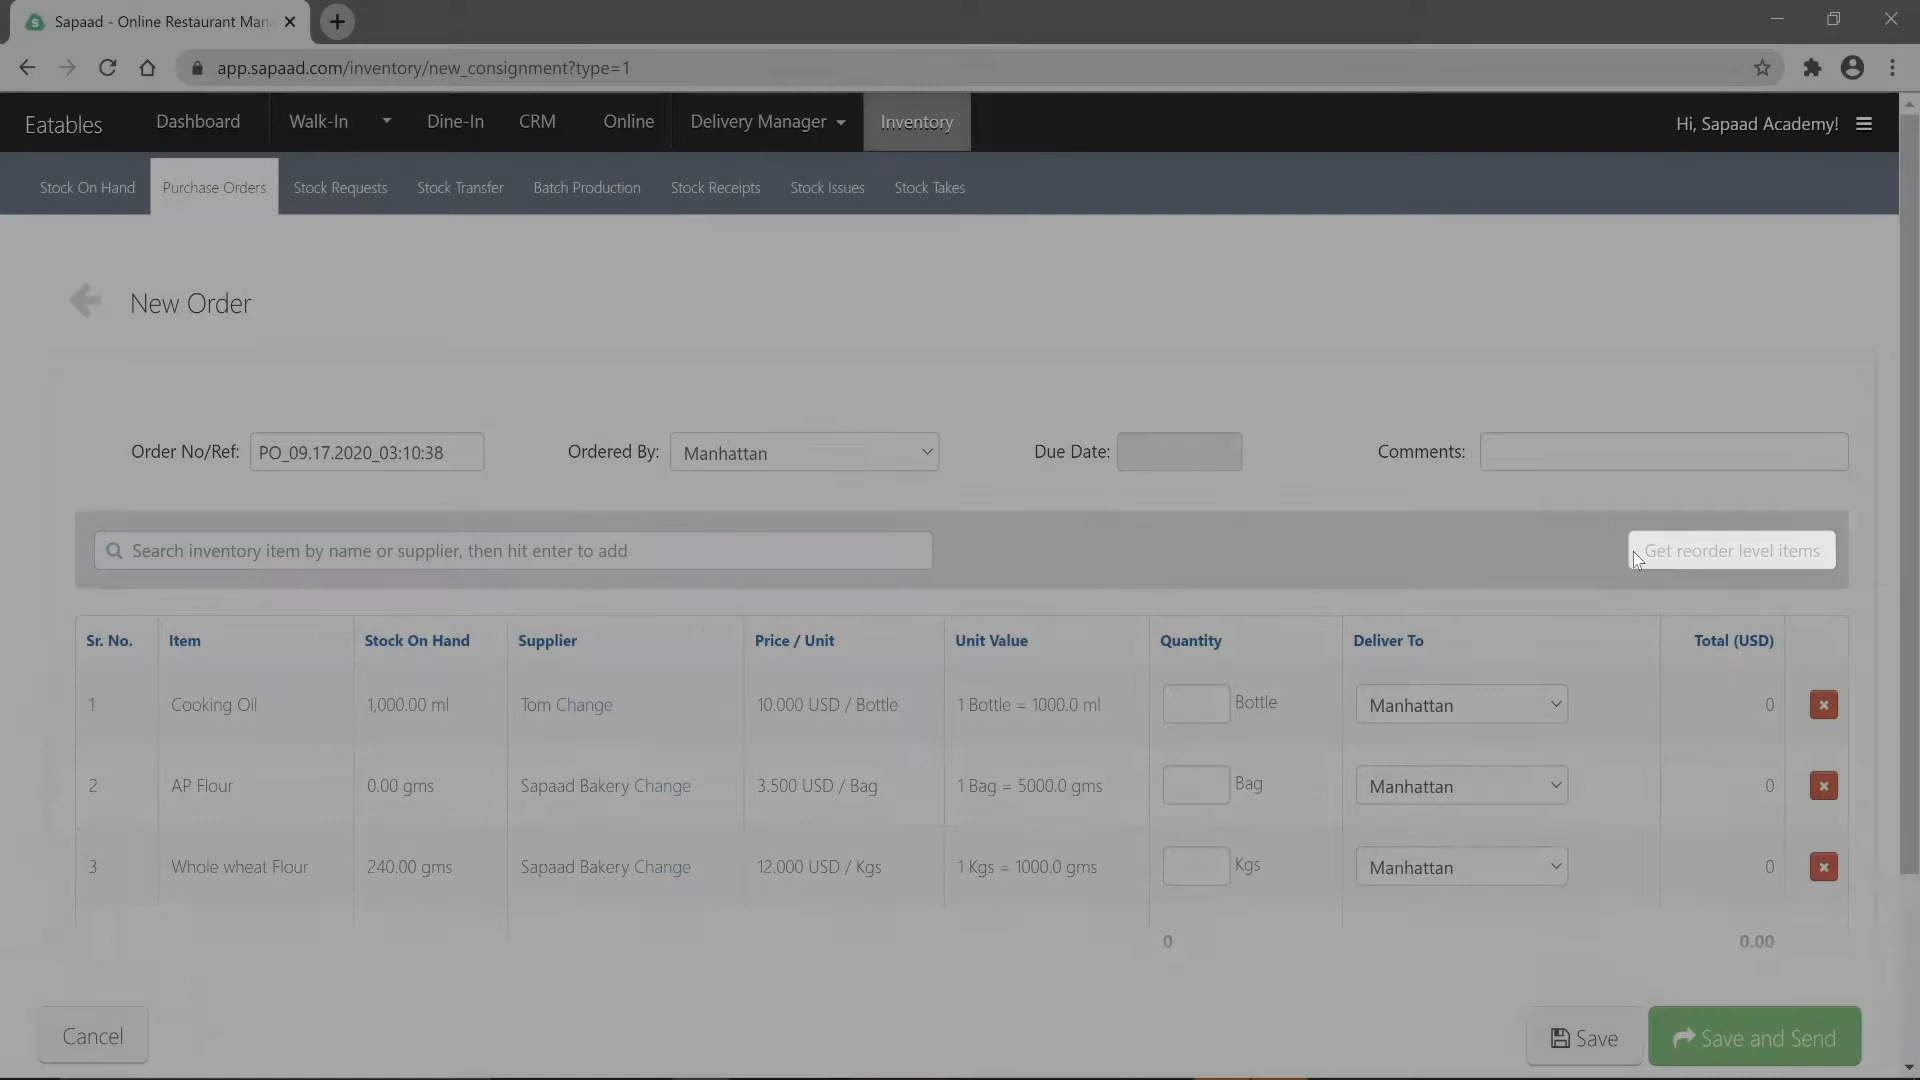 Sapaad - Online Restaurant Man
app.sapaad.com/inventory/new_consignment?type=1
Eatables Dashboard Walk-In Dine-In CRM Online Delivery Manager Inventory Hi, Sapaad Academy!
Stock On Hand Purchase Orders Stock Requests Stock Transfer Batch Production Stock Receipts Stock Issues Stock Takes
New Order
Order No/Ref: PO_09.17.2020_03:10:38 Ordered By: Manhattan Due Date: Comments:
Search inventory item by name or supplier, then hit enter to add Get reorder level items
Sr. No. Item Stock On Hand Supplier Price / Unit Unit Value Quantity Deliver To Total (USD)
1 Cooking Oil 1,000.00 ml Tom Change 10.000 USD / Bottle 1 Bottle = 1000.0 ml Bottle Manhattan 0
2 AP Flour 0.00 gms Sapaad Bakery Change 3.500 USD / Bag 1 Bag = 5000.0 gms Bag Manhattan 0
3 Whole wheat Flour 240.00 gms Sapaad Bakery Change 12.000 USD / Kgs 1 Kgs = 1000.0 gms Kgs Manhattan 0
0 0.00
Cancel Save Save and Send